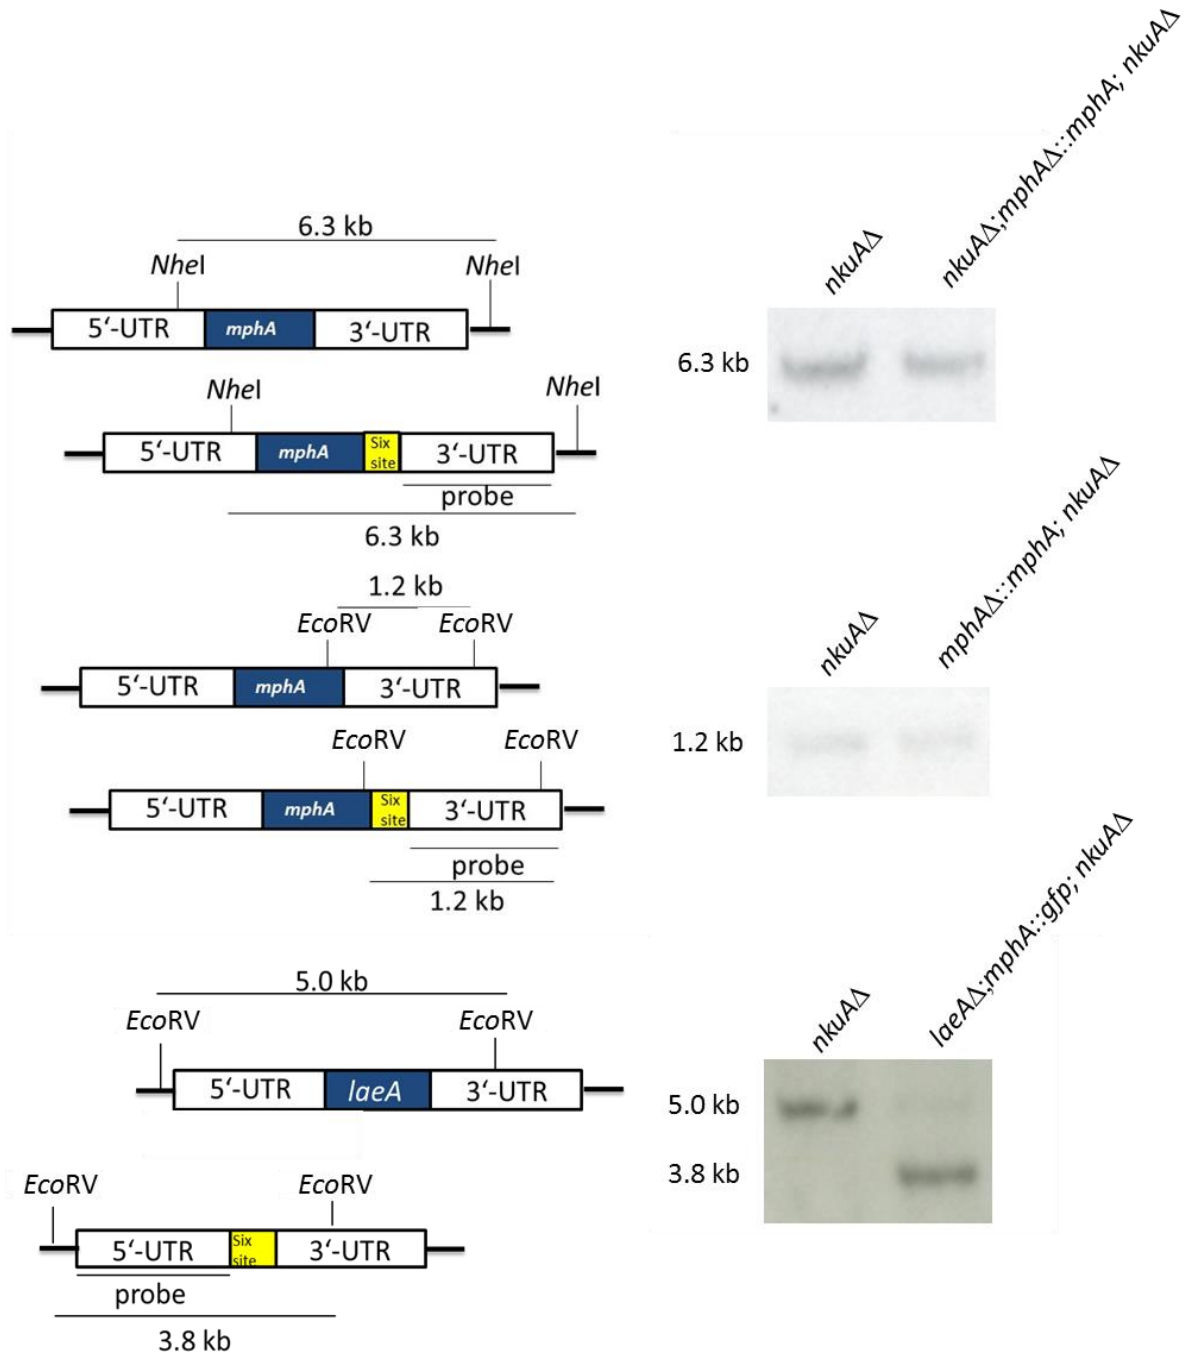 6.3 kb
NheI NheI
5‘-UTR mphA 3‘-UTR
NheI NheI
5‘-UTR mphA Six site 3‘-UTR
probe
6.3 kb
nkuAΔ
nkuAΔ;mphAΔ::mphA; nkuAΔ
6.3 kb
1.2 kb
EcoRV EcoRV
5‘-UTR mphA 3‘-UTR
EcoRV EcoRV
5‘-UTR mphA Six site 3‘-UTR
probe
1.2 kb
nkuAΔ
mphAΔ::mphA; nkuAΔ
1.2 kb
5.0 kb
EcoRV EcoRV
5‘-UTR laeA 3‘-UTR
EcoRV EcoRV
5‘-UTR Six site 3‘-UTR
probe
3.8 kb
nkuAΔ
laeAΔ;mphA::gfp; nkuAΔ
5.0 kb
3.8 kb